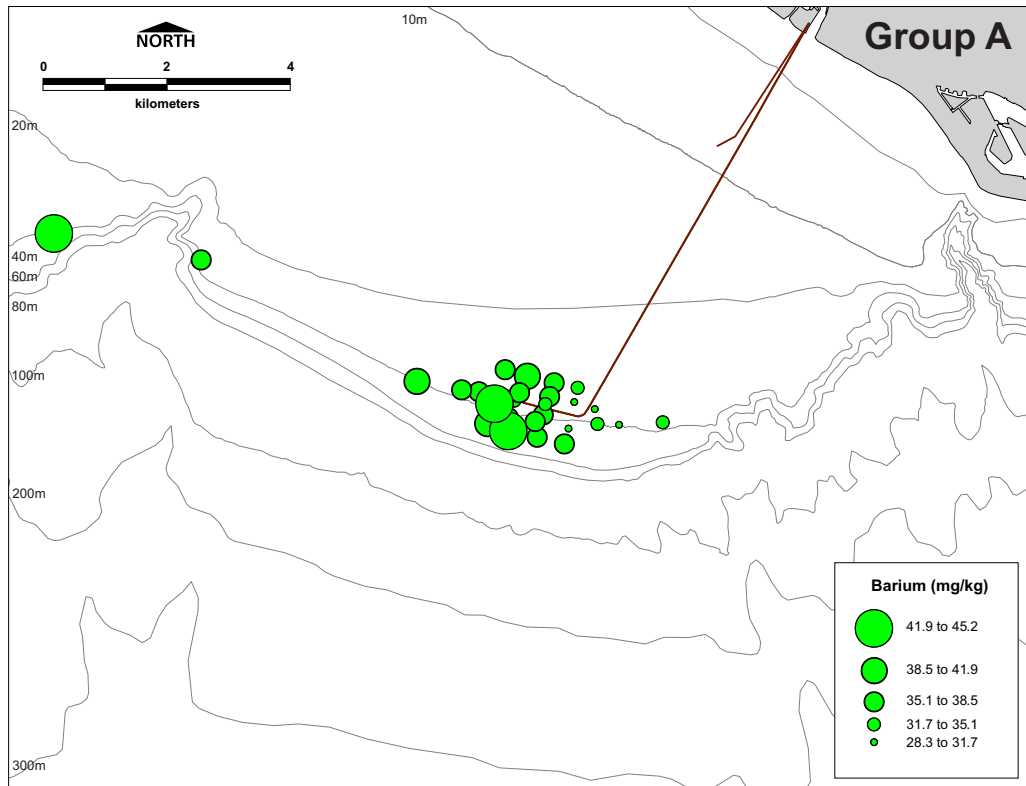 10m
Group A
NORTH
0 2 4
kilometers
20m
40m
60m
80m
100m
200m
300m
Barium (mg/kg)
41.9 to 45.2
38.5 to 41.9
35.1 to 38.5
31.7 to 35.1
28.3 to 31.7